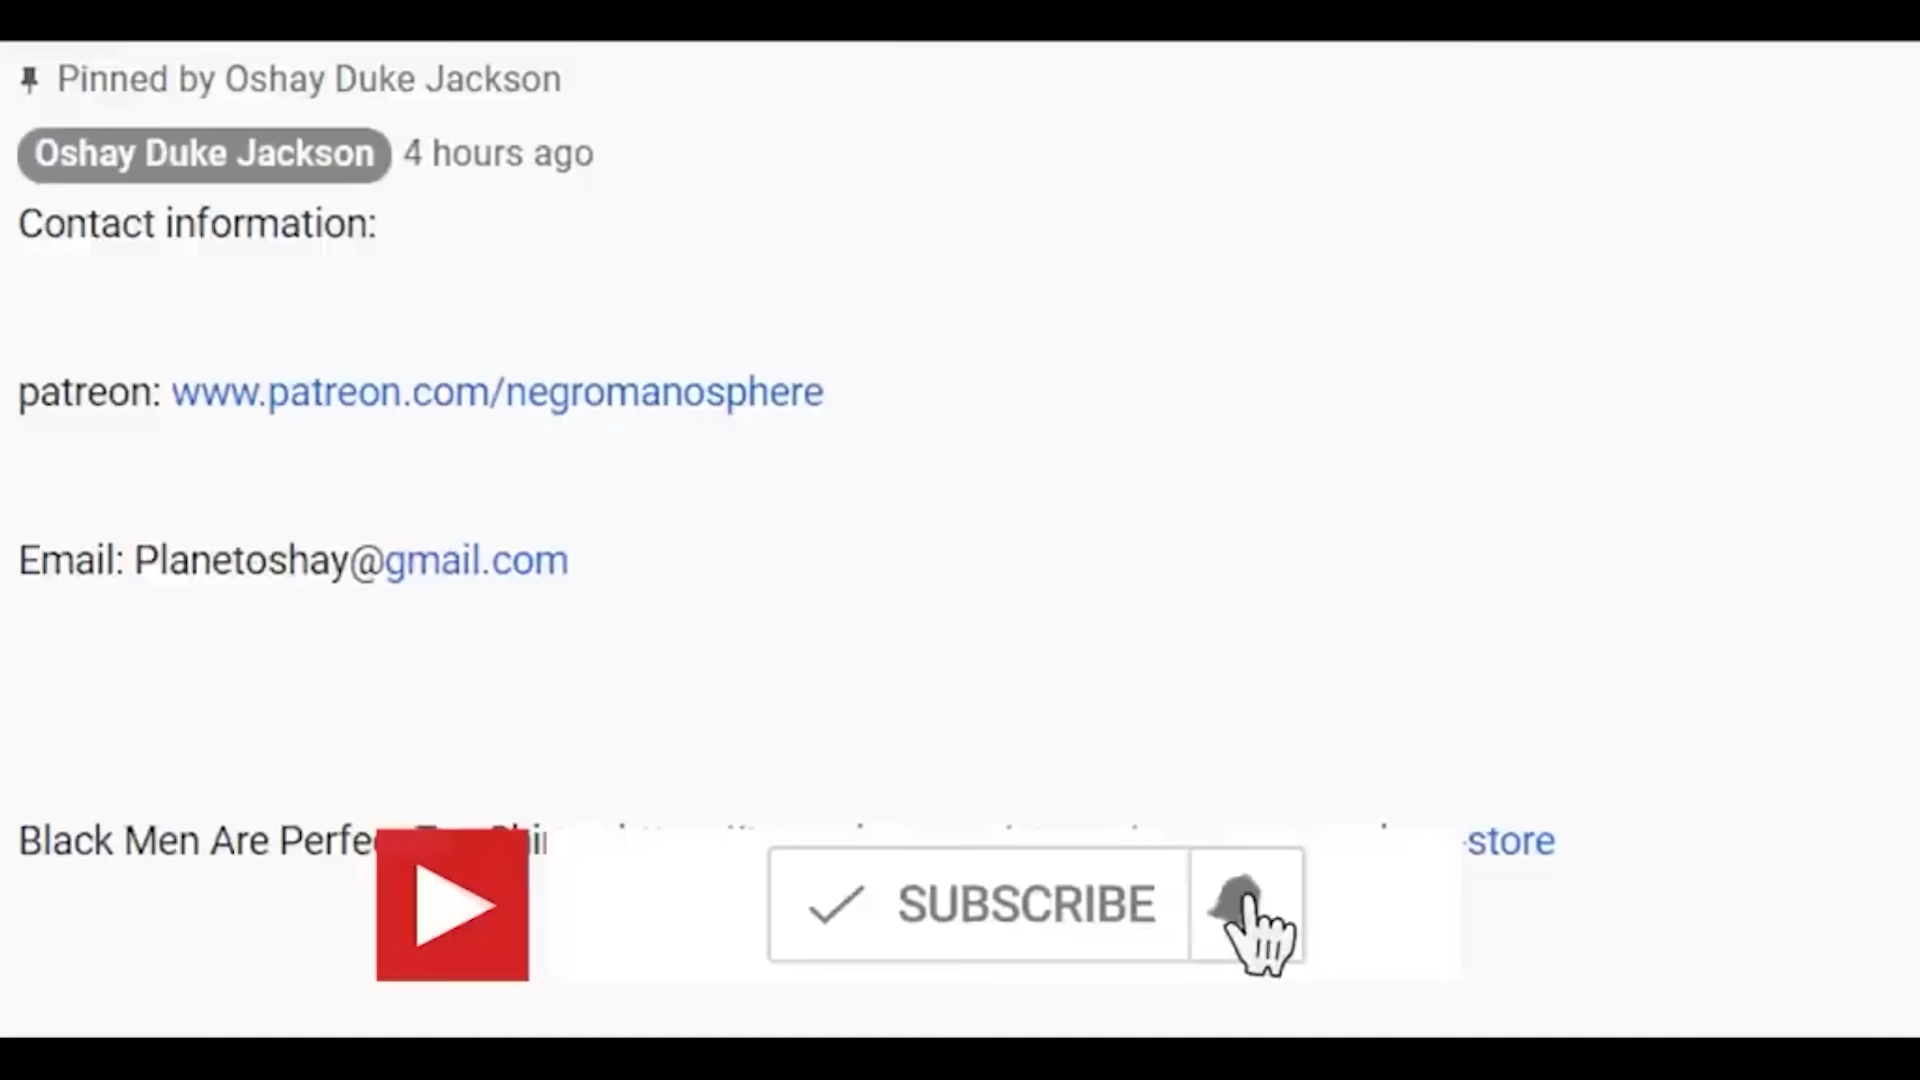 Pinned by Oshay Duke Jackson
Oshay Duke Jackson 4 hours ago
Contact information:
patreon: www.patreon.com/negromanosphere
Email: Planetoshay@gmail.com
Black Men Are -store
SUBSCRIBE